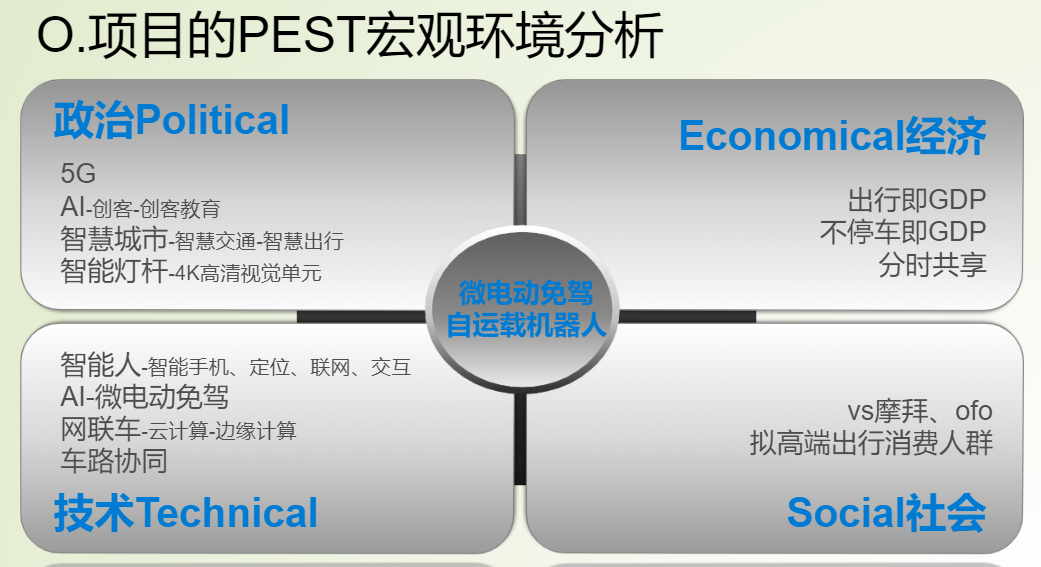 O.项目的PEST宏观环境分析
政治Political
5G
AI-创客-创客教育
智慧城市-智慧交通-智慧出行
智能灯杆-4K高清视觉单元
Economical经济
出行即GDP
不停车即GDP
分时共享
微电动免驾
自运载机器人
智能人-智能手机、定位、联网、交互
AI-微电动免驾
网联车-云计算-边缘计算
车路协同
技术Technical
vs摩拜、ofo
拟高端出行消费人群
Social社会